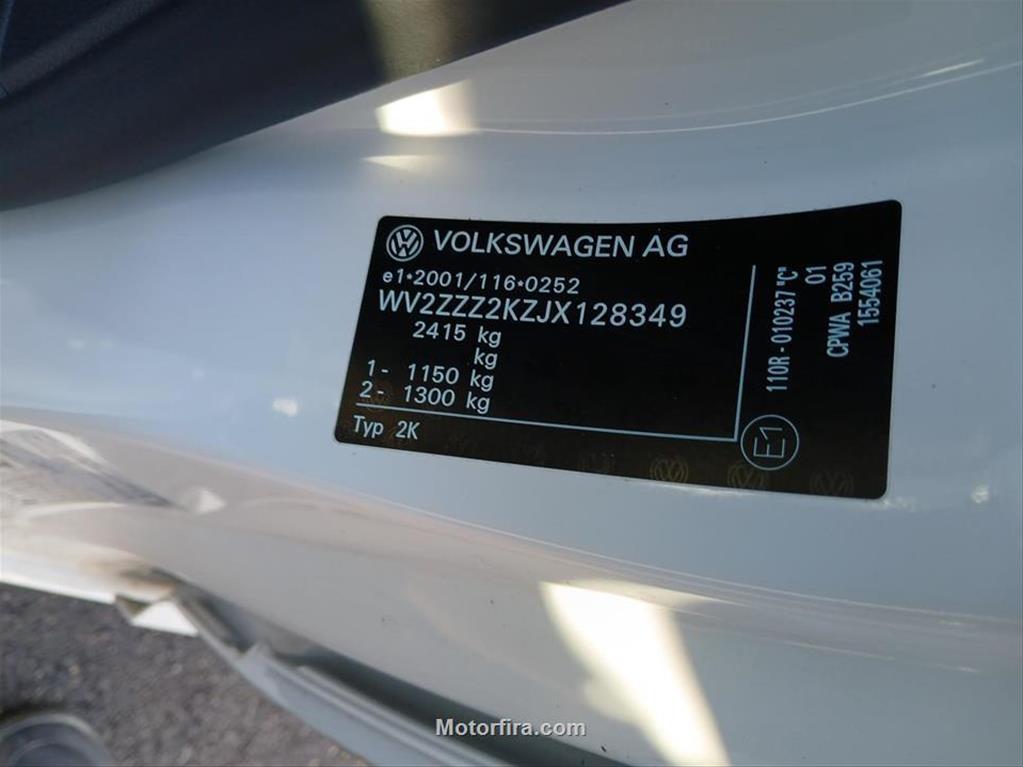 VOLKSWAGEN AG
e1*2001/116*0252
WV2ZZZ2KZJX128349
2415 kg
kg
1- 1150 kg
2- 1300 kg
Typ 2K
110R-010237"C"
01
CPWA B259
1554061
E1
Motorfira.com